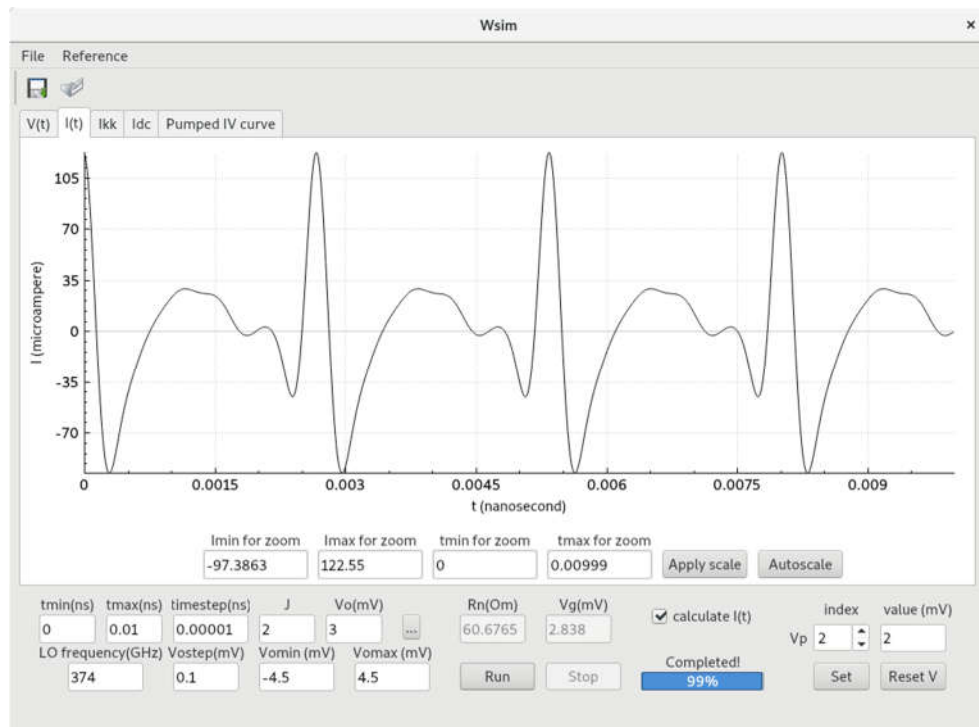 Wsim ×
File Reference
V(t) I(t) Ikk Idc Pumped IV curve
105
70
35
0
-35
-70
I (microampere)
0 0.0015 0.003 0.0045 0.006 0.0075 0.009
t (nanosecond)
Imin for zoom Imax for zoom tmin for zoom tmax for zoom
-97.3863 122.55 0 0.00999 Apply scale Autoscale
tmin(ns) tmax(ns) timestep(ns) J Vo(mV) Rn(Om) Vg(mV) calculate I(t) index value (mV)
0 0.01 0.00001 2 3 ... 60.6765 2.838 Vp 2 2
LO frequency(GHz) Vostep(mV) Vomin (mV) Vomax (mV) Completed!
374 0.1 -4.5 4.5 Run Stop 99% Set Reset V